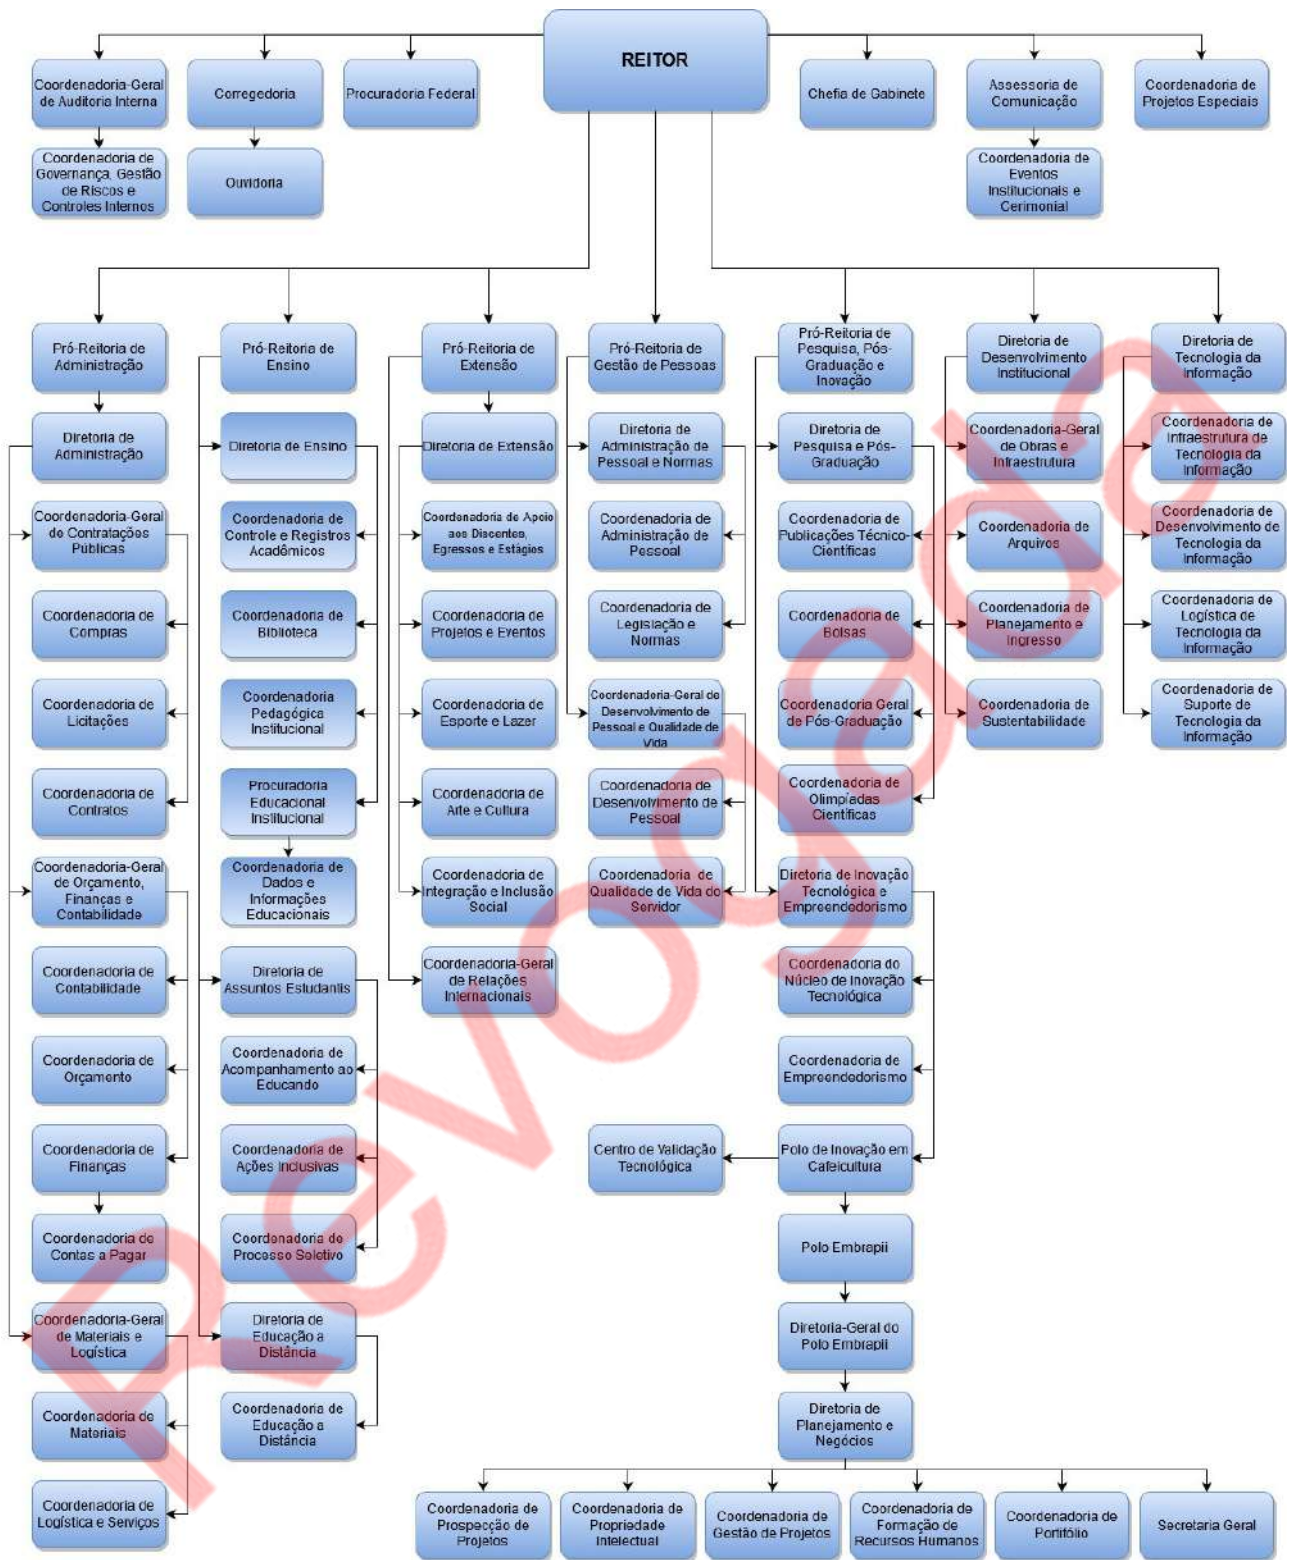 REITOR
Coordenadoria-Geral
de Auditoria Interna
Corregedoria
Procuradoria Federal
Chefia de Gabinete
Assessoria de
Comunicação
Coordenadoria de
Projetos Especiais
Coordenadoria de
Governança, Gestão
de Riscos e
Controles Internos
Ouvidoria
Coordenadoria de
Eventos
Institucionais e
Cerimonial
Pró-Reitoria de
Administração
Diretoria de
Administração
Coordenadoria-Geral
de Contratações
Públicas
Coordenadoria de
Compras
Coordenadoria de
Licitações
Coordenadoria de
Contratos
Coordenadoria-Geral
de Orçamento,
Finanças e
Contabilidade
Coordenadoria de
Contabilidade
Coordenadoria de
Orçamento
Coordenadoria de
Finanças
Coordenadoria de
Contas a Pagar
Coordenadoria-Geral
de Materiais e
Logística
Coordenadoria de
Materiais
Coordenadoria de
Logística e Serviços
Pró-Reitoria de
Ensino
Diretoria de Ensino
Coordenadoria de
Controle e Registros
Acadêmicos
Coordenadoria de
Biblioteca
Coordenadoria
Pedagógica
Institucional
Procuradoria
Educacional
Institucional
Coordenadoria de
Dados e
Informações
Educacionais
Diretoria de
Assuntos Estudantis
Coordenadoria de
Acompanhamento ao
Educando
Coordenadoria de
Ações Inclusivas
Coordenadoria de
Processo Seletivo
Diretoria de
Educação a
Distância
Coordenadoria de
Educação a
Distância
Pró-Reitoria de
Extensão
Diretoria de Extensão
Coordenadoria de Apoio
aos Discentes,
Egressos e Estágios
Coordenadoria de
Projetos e Eventos
Coordenadoria de
Esporte e Lazer
Coordenadoria de
Arte e Cultura
Coordenadoria de
Integração e Inclusão
Social
Coordenadoria-Geral
de Relações
Internacionais
Pró-Reitoria de
Gestão de Pessoas
Diretoria de
Administração de
Pessoal e Normas
Coordenadoria de
Administração de
Pessoal
Coordenadoria de
Legislação e
Normas
Coordenadoria-Geral de
Desenvolvimento de
Pessoal e Qualidade de
Vida
Coordenadoria de
Desenvolvimento de
Pessoal
Coordenadoria de
Qualidade de Vida do
Servidor
Pró-Reitoria de
Pesquisa, Pós-
Graduação e
Inovação
Diretoria de
Pesquisa e Pós-
Graduação
Coordenadoria de
Publicações Técnico-
Científicas
Coordenadoria de
Bolsas
Coordenadoria Geral
de Pós-Graduação
Coordenadoria de
Olimpíadas
Científicas
Diretoria de Inovação
Tecnológica e
Empreendedorismo
Coordenadoria do
Núcleo de Inovação
Tecnológica
Coordenadoria de
Empreendedorismo
Polo de Inovação em
Cafeicultura
Centro de Validação
Tecnológica
Polo Embrapii
Diretoria-Geral do
Polo Embrapii
Diretoria de
Planejamento e
Negócios
Coordenadoria de
Prospecção de
Projetos
Coordenadoria de
Propriedade
Intelectual
Coordenadoria de
Gestão de Projetos
Coordenadoria de
Formação de
Recursos Humanos
Coordenadoria de
Portifólio
Secretaria Geral
Diretoria de
Desenvolvimento
Institucional
Coordenadoria-Geral
de Obras e
Infraestrutura
Coordenadoria de
Arquivos
Coordenadoria de
Planejamento e
Ingresso
Coordenadoria de
Sustentabilidade
Diretoria de
Tecnologia da
Informação
Coordenadoria de
Infraestrutura de
Tecnologia da
Informação
Coordenadoria de
Desenvolvimento de
Tecnologia da
Informação
Coordenadoria de
Logística de
Tecnologia da
Informação
Coordenadoria de
Suporte de
Tecnologia da
Informação
Revogada